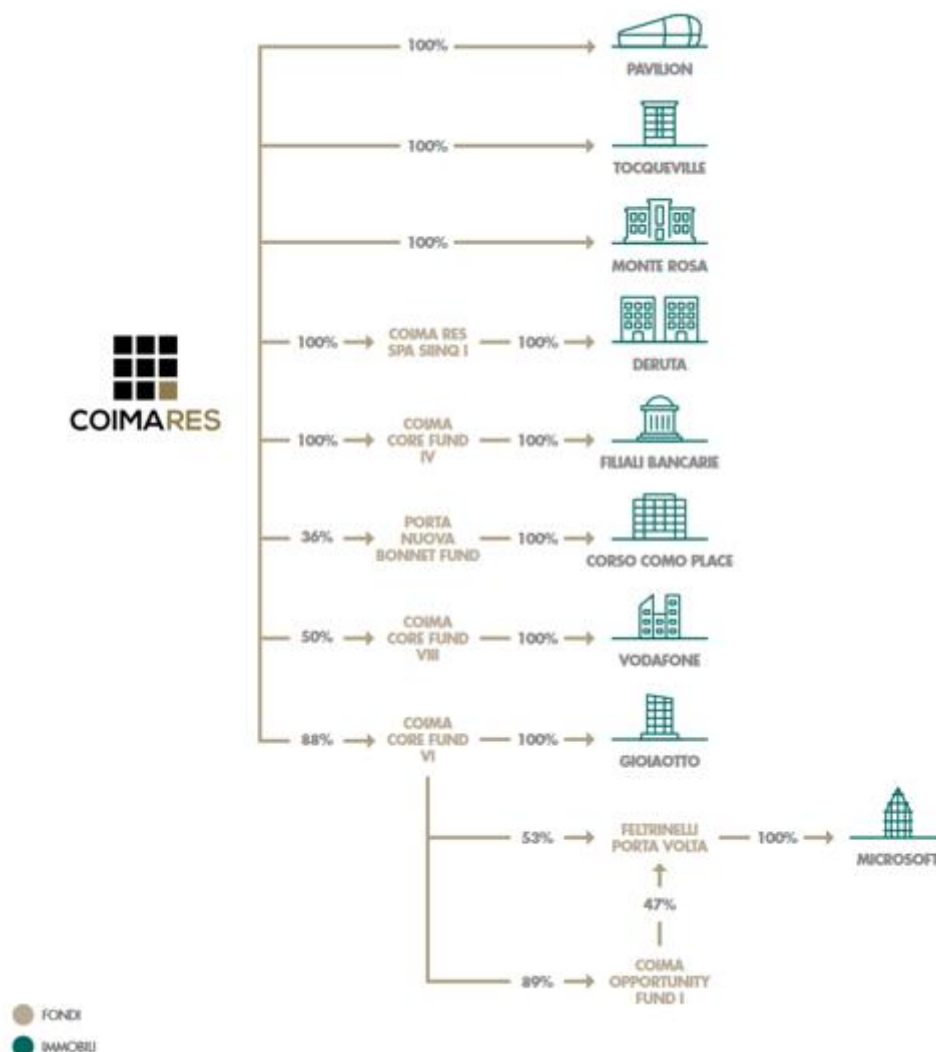 100%
PAVILION
100%
TOCQUEVILLE
100%
MONTE ROSA
COIMARES
100%
COIMA RES
SPA SIINQ I
100%
DERUTA
100%
COIMA
CORE FUND
IV
100%
FILIALI BANCARIE
36%
PORTA
NUOVA
BONNET FUND
100%
CORSO COMO PLACE
50%
COIMA
CORE FUND
VIII
100%
VODAFONE
88%
COIMA
CORE FUND
VI
100%
GIOIAOTTO
53%
FELTRINELLI
PORTA VOLTA
100%
MICROSOFT
47%
89%
COIMA
OPPORTUNITY
FUND I
FONDI
IMMOBILI